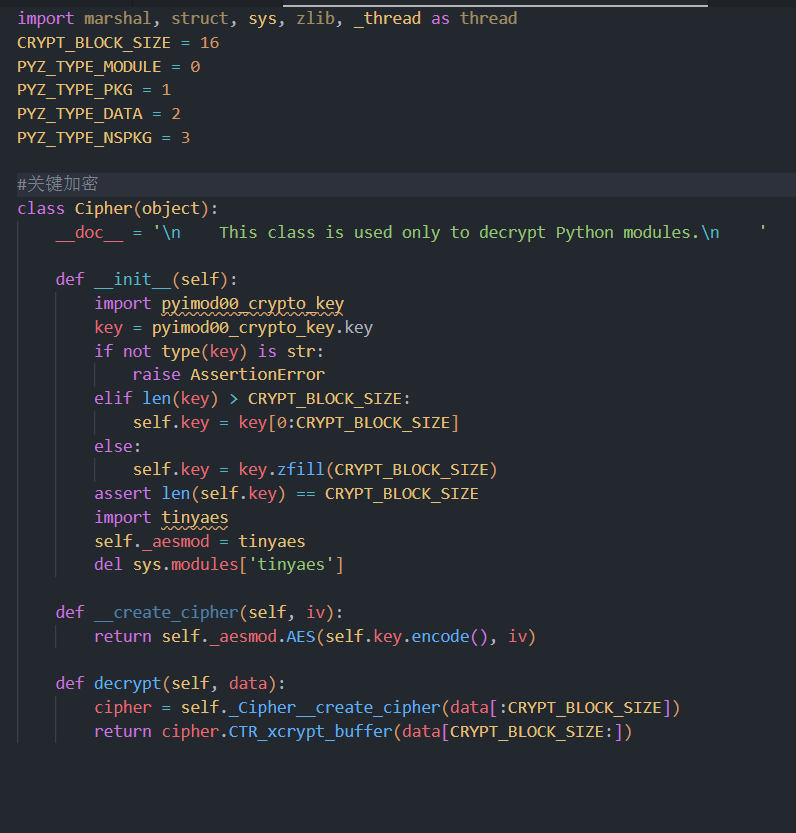 import marshal, struct, sys, zlib, _thread as thread
CRYPT_BLOCK_SIZE = 16
PYZ_TYPE_MODULE = 0
PYZ_TYPE_PKG = 1
PYZ_TYPE_DATA = 2
PYZ_TYPE_NSPKG = 3
#关键加密
class Cipher(object):
    __doc__ = '\n    This class is used only to decrypt Python modules.\n    '
    def __init__(self):
        import pyimod00_crypto_key
        key = pyimod00_crypto_key.key
        if not type(key) is str:
            raise AssertionError
        elif len(key) > CRYPT_BLOCK_SIZE:
            self.key = key[0:CRYPT_BLOCK_SIZE]
        else:
            self.key = key.zfill(CRYPT_BLOCK_SIZE)
        assert len(self.key) == CRYPT_BLOCK_SIZE
        import tinyaes
        self._aesmod = tinyaes
        del sys.modules['tinyaes']
    def __create_cipher(self, iv):
        return self._aesmod.AES(self.key.encode(), iv)
    def decrypt(self, data):
        cipher = self._Cipher__create_cipher(data[:CRYPT_BLOCK_SIZE])
        return cipher.CTR_xcrypt_buffer(data[CRYPT_BLOCK_SIZE:])